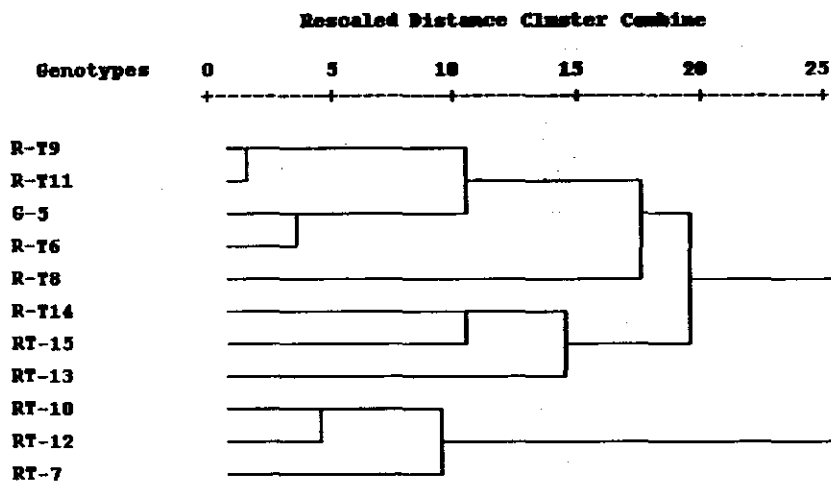 Rescaled Distance Cluster Combine
Genotypes 0 5 10 15 20 25
R-T9
R-T11
G-5
R-T6
R-T8
R-T14
RT-15
RT-13
RT-10
RT-12
RT-7